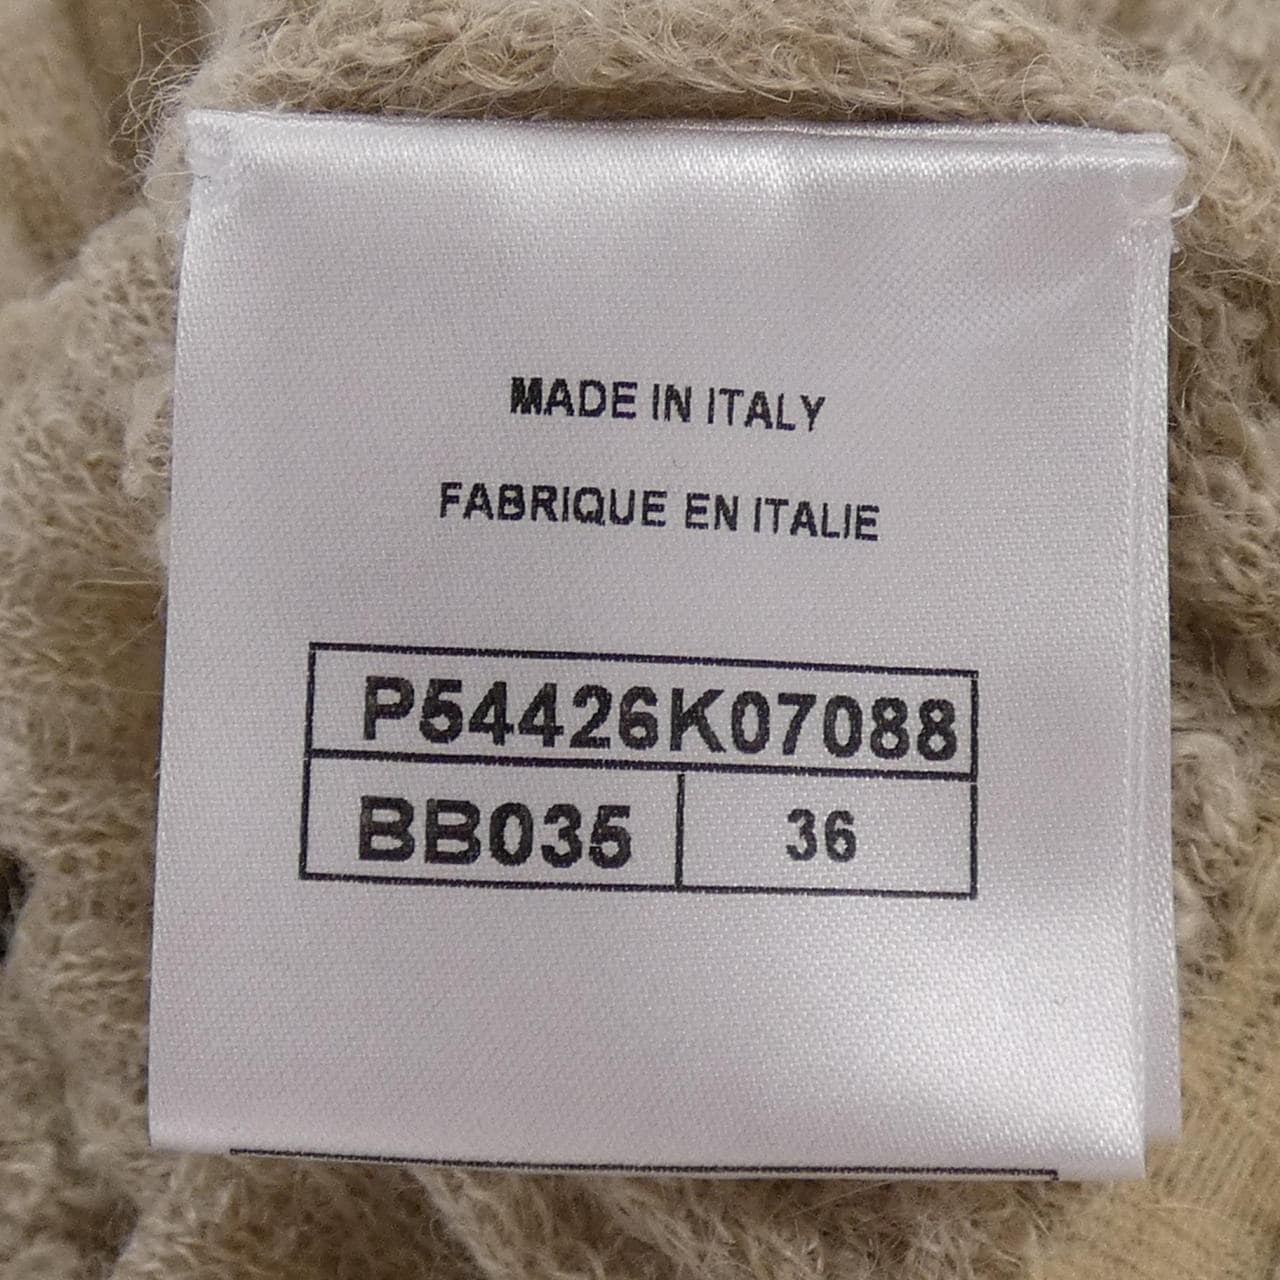 MADE IN ITALY
FABRIQUE EN ITALIE
P54426K07088
BB035 36